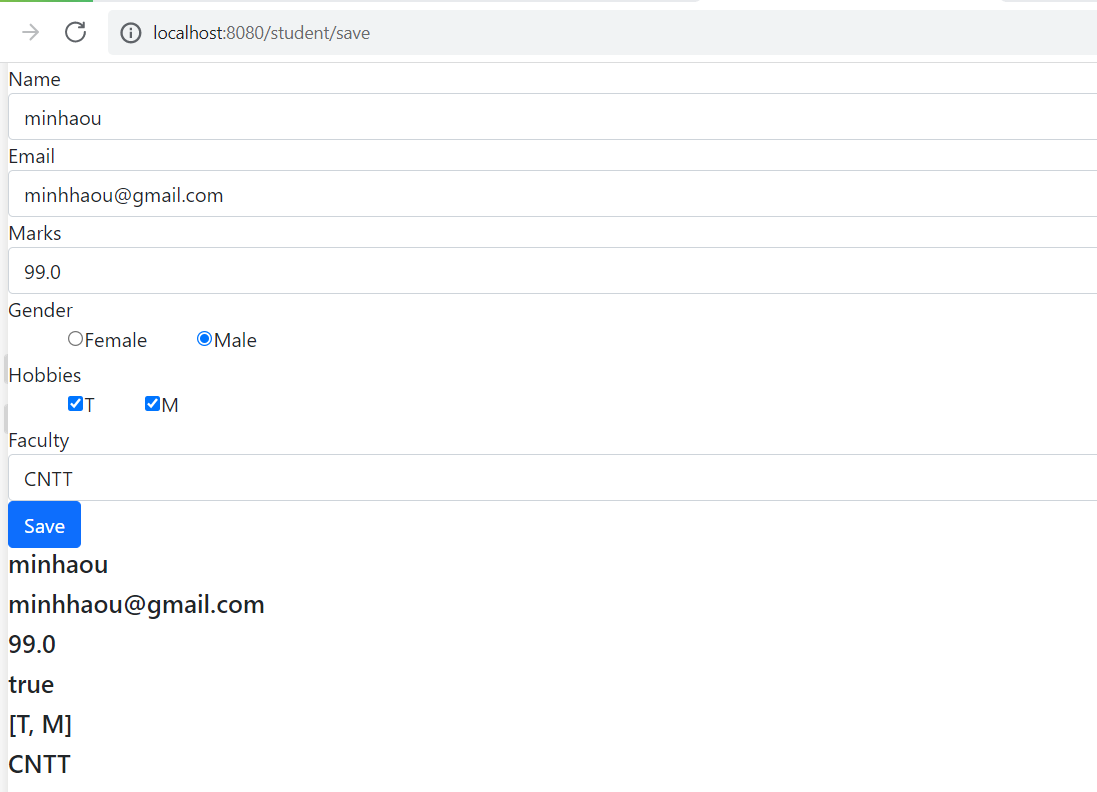 localhost:8080/student/save
Name
minhaou
Email
minhhaou@gmail.com
Marks
99.0
Gender
Female Male
Hobbies
T M
Faculty
CNTT
Save
minhaou
minhhaou@gmail.com
99.0
true
[T, M]
CNTT